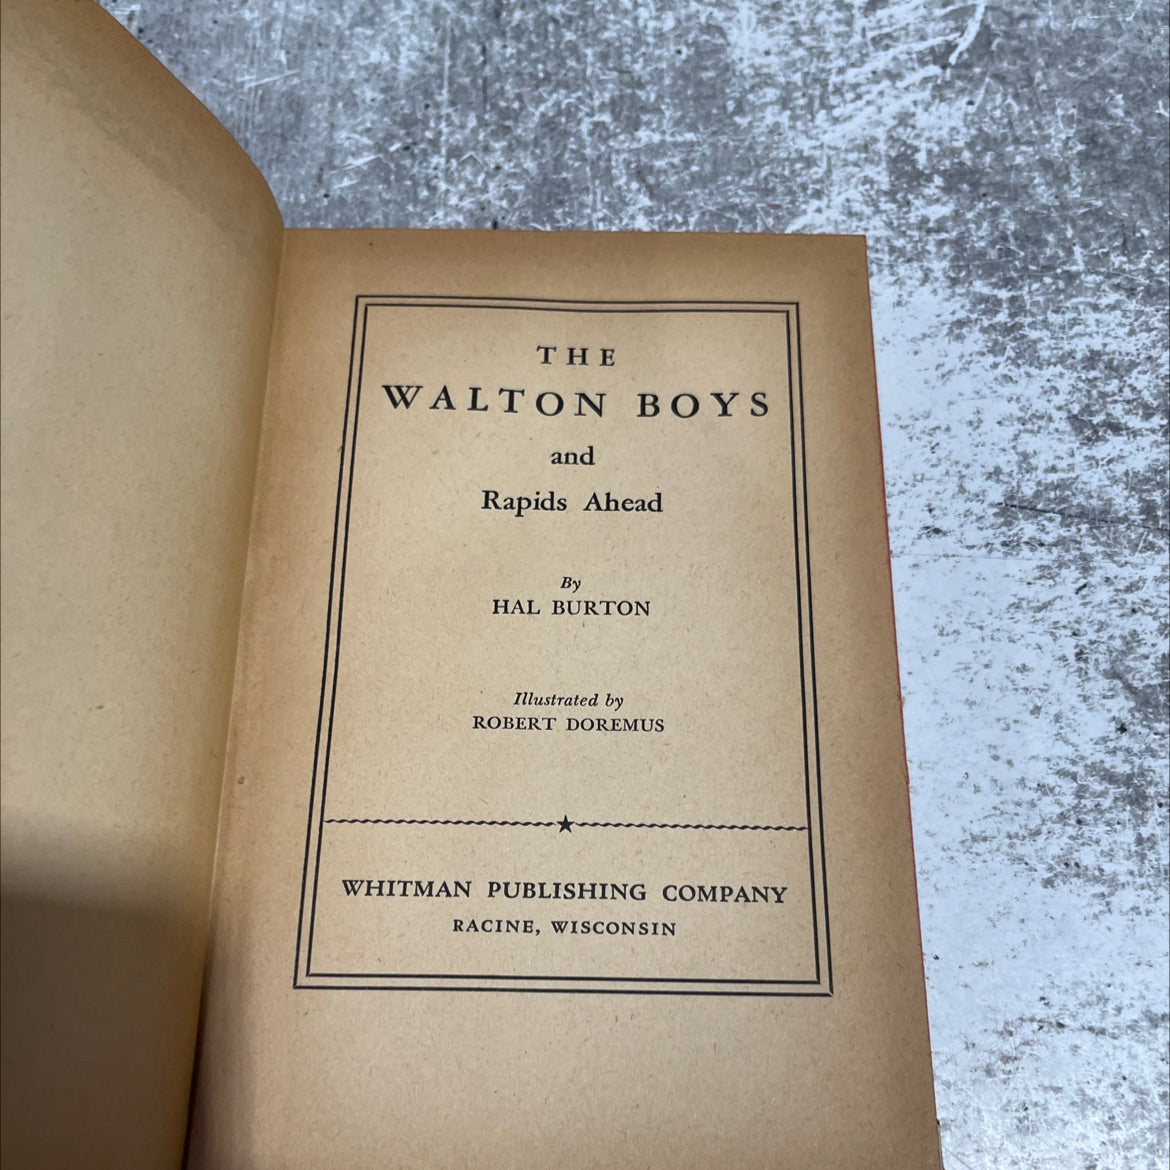 THE
WALTON BOYS
and
Rapids Ahead
By
HAL BURTON
Illustrated by
ROBERT DOREMUS
WHITMAN PUBLISHING COMPANY
RACINE, WISCONSIN